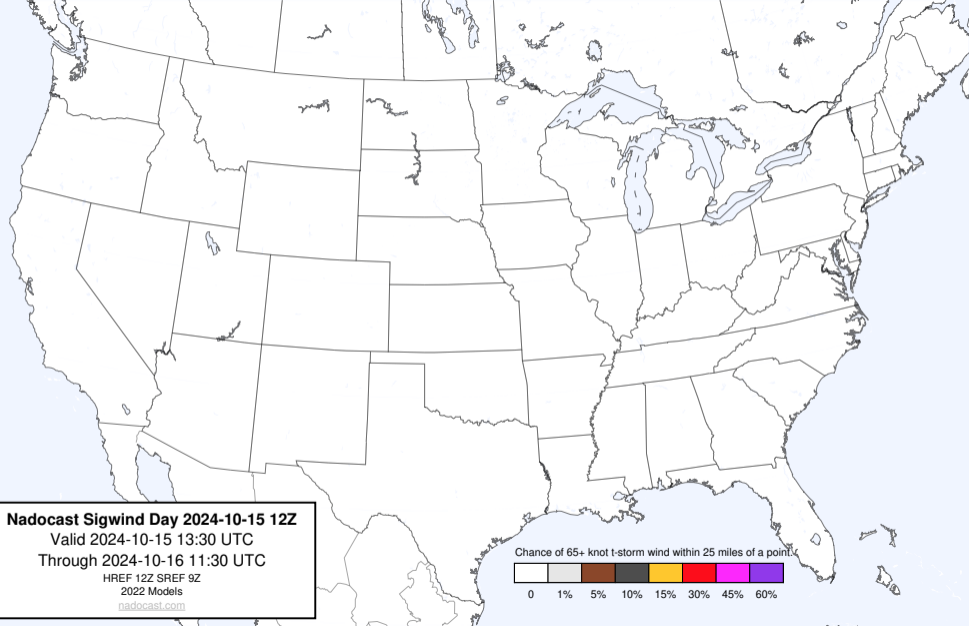 Nadocast Sigwind Day 2024-10-15 12Z
Valid 2024-10-15 13:30 UTC
Through 2024-10-16 11:30 UTC
HREF 12Z SREF 9Z
2022 Models
nadocast.com
Chance of 65+ knot t-storm wind within 25 miles of a point.
0 1% 5% 10% 15% 30% 45% 60%